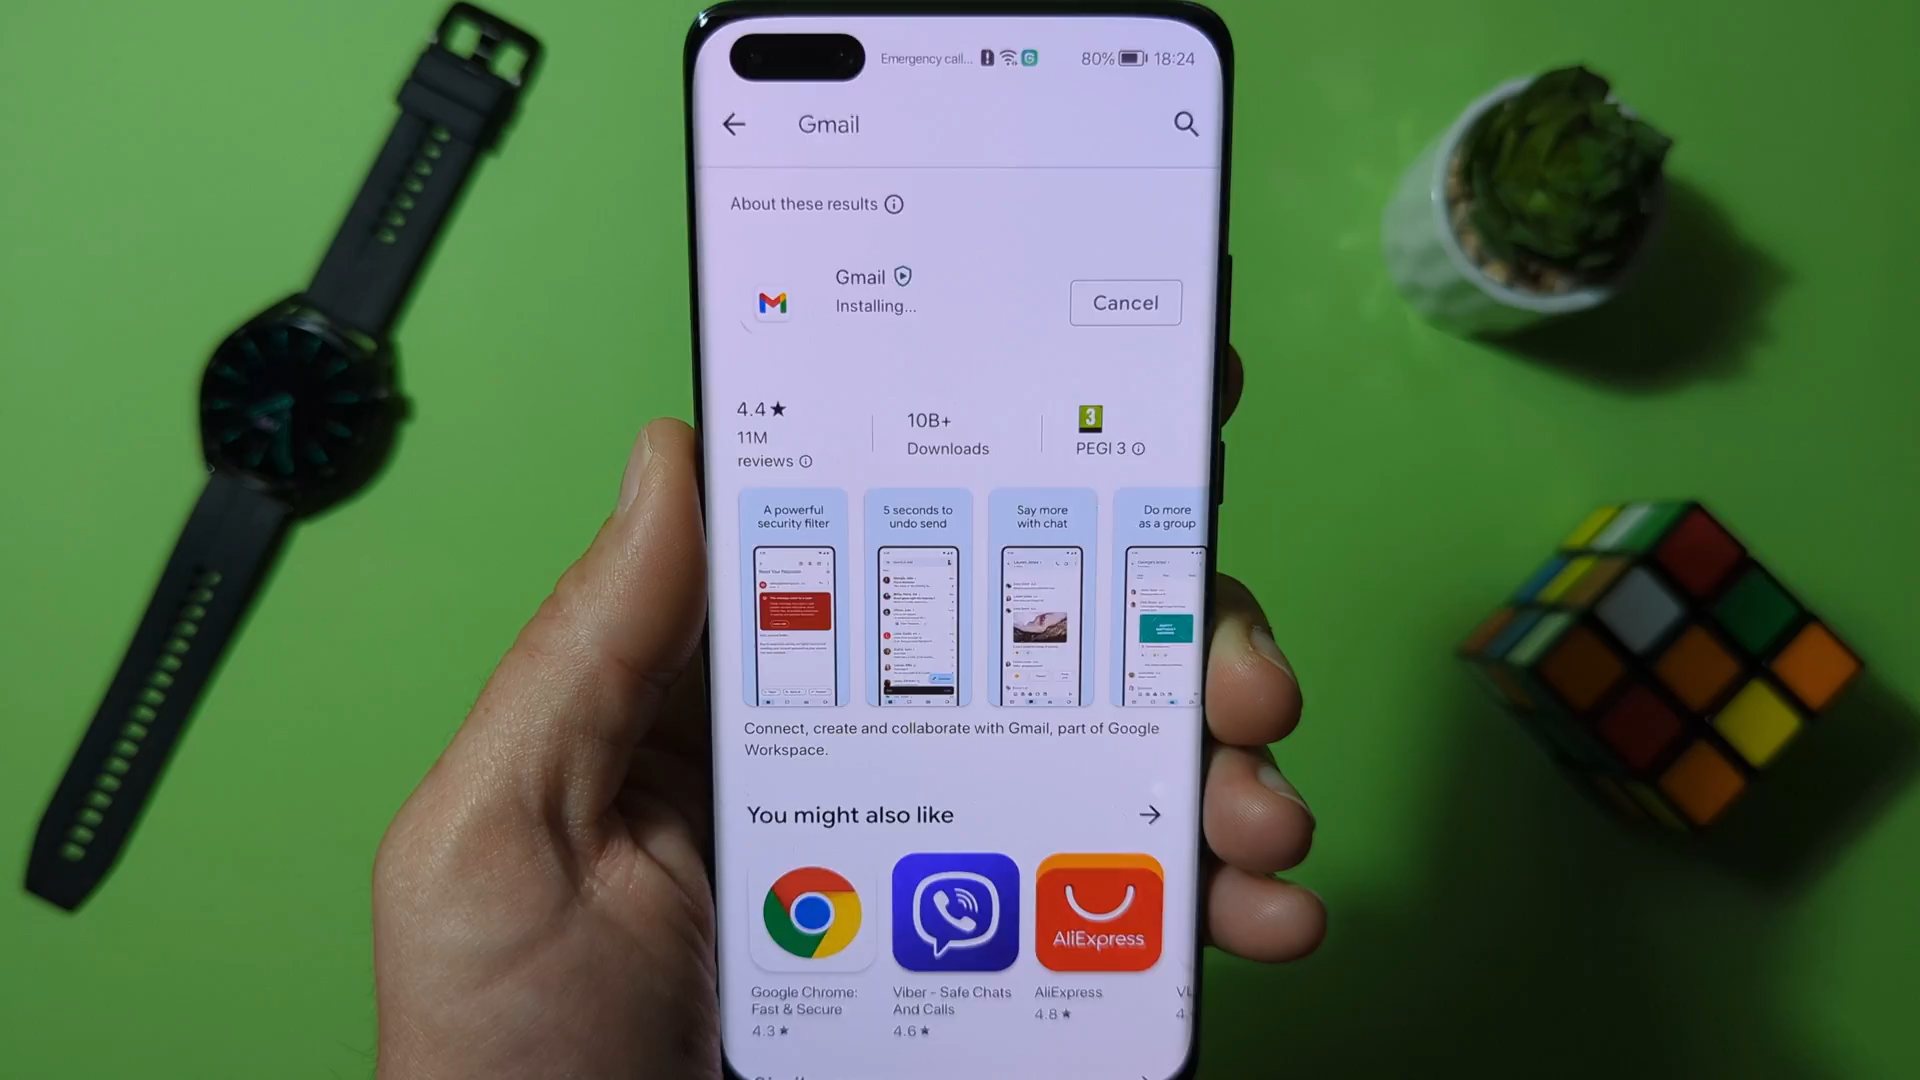 Emergency call... 80% 18:24
Gmail
About these results
Gmail
Installing...
Cancel
4.4★
11M
reviews
10B+
Downloads
3
PEGI 3
A powerful
security filter
5 seconds to
undo send
Say more
with chat
Do more
as a group
Connect, create and collaborate with Gmail, part of Google
Workspace.
You might also like
AliExpress
Google Chrome:
Fast & Secure
4.3★
Viber - Safe Chats
And Calls
4.6★
AliExpress
4.8★